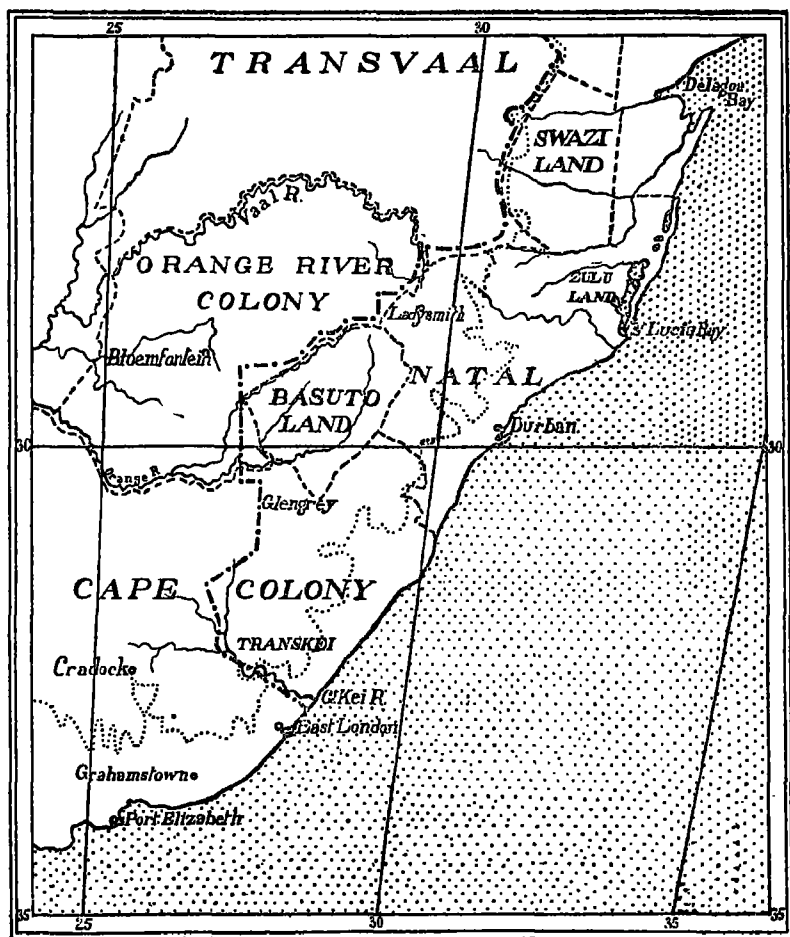 25
30
TRANSVAAL
Delagoa
Bay
SWAZI
LAND
Vaal R.
ORANGE RIVER
COLONY
ZULU
LAND
Ladysmith
St Lucia Bay
Bloemfontein
NATAL
BASUTO
LAND
Durban
30
30
Orange R.
Glengrey
CAPE COLONY
TRANSKEI
Cradock
Gt Kei R.
East London
Grahamstown
Port Elizabeth
35
35
25
30
35